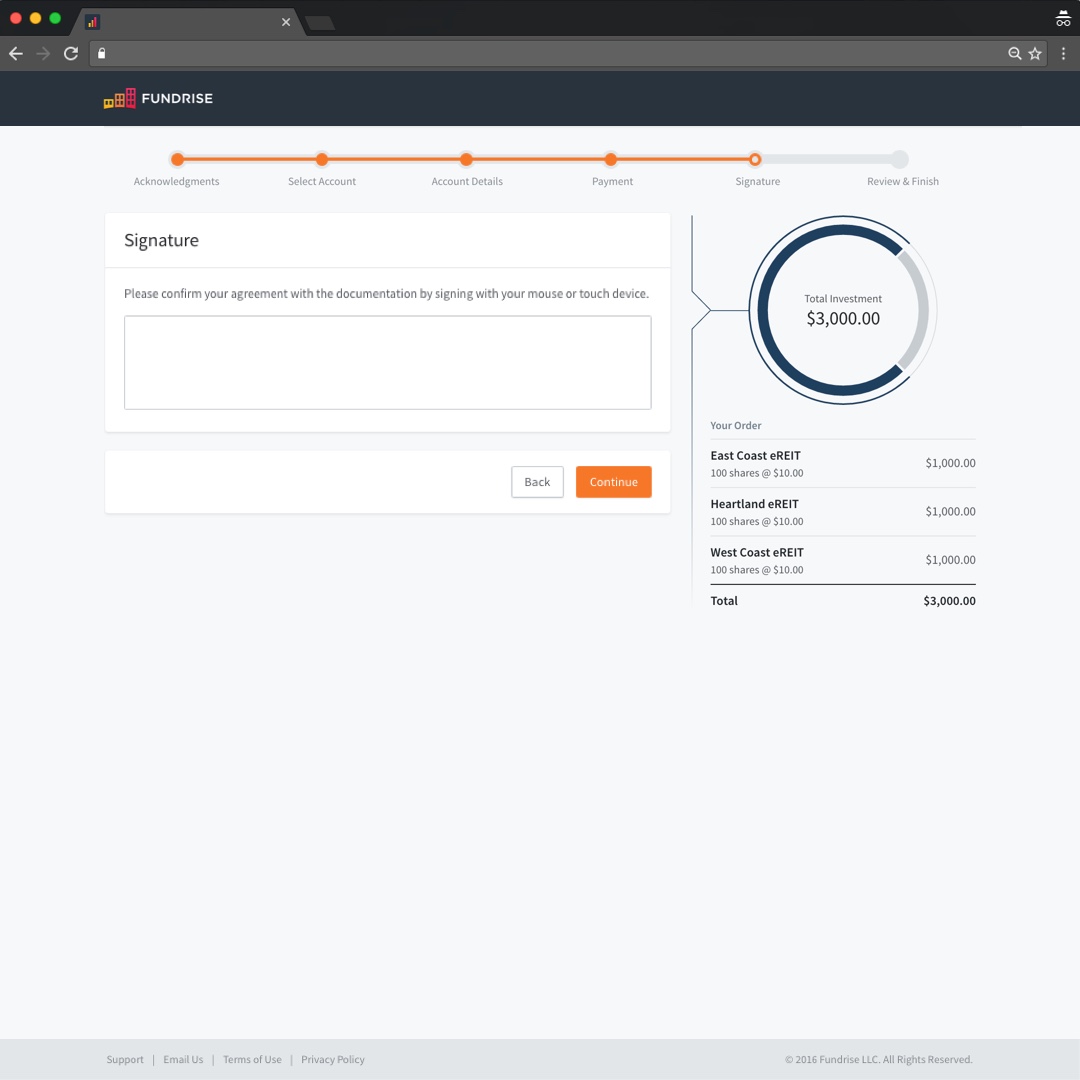 FUNDRISE
Acknowledgments
Select Account
Account Details
Payment
Signature
Review & Finish
Signature
Please confirm your agreement with the documentation by signing with your mouse or touch device.
Back
Continue
Total Investment
$3,000.00
Your Order
East Coast eREIT
100 shares @ $10.00
$1,000.00
Heartland eREIT
100 shares @ $10.00
$1,000.00
West Coast eREIT
100 shares @ $10.00
$1,000.00
Total
$3,000.00
Support | Email Us | Terms of Use | Privacy Policy
© 2016 Fundrise LLC. All Rights Reserved.